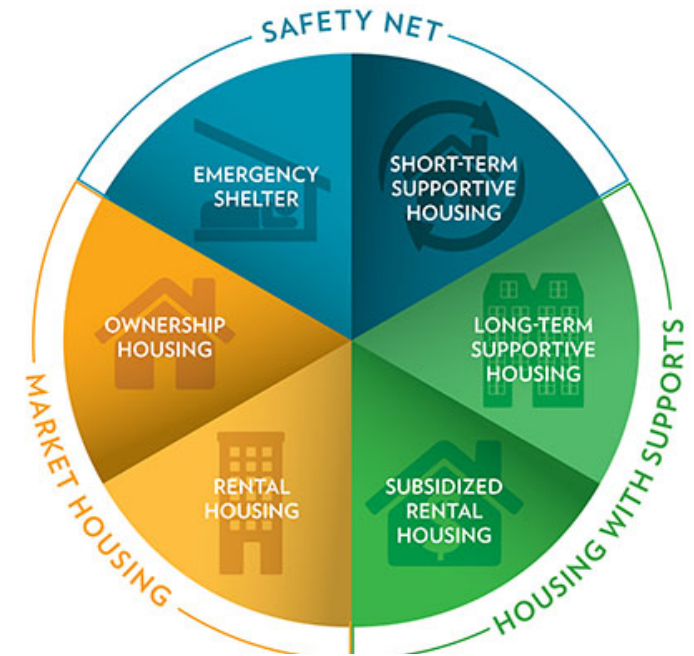 SAFETY NET
EMERGENCY
SHELTER
SHORT-TERM
SUPPORTIVE
HOUSING
OWNERSHIP
HOUSING
LONG-TERM
SUPPORTIVE
HOUSING
RENTAL
HOUSING
SUBSIDIZED
RENTAL
HOUSING
MARKET HOUSING
HOUSING WITH SUPPORTS